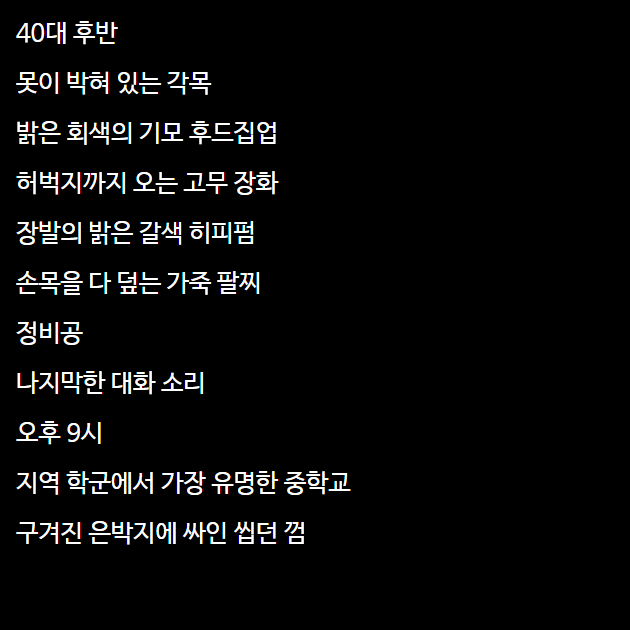 40대 후반
못이 박혀 있는 각목
밝은 회색의 기모 후드집업
허벅지까지 오는 고무 장화
장발의 밝은 갈색 히피펌
손목을 다 덮는 가죽 팔찌
정비공
나지막한 대화 소리
오후 9시
지역 학군에서 가장 유명한 중학교
구겨진 은박지에 싸인 씹던 껌